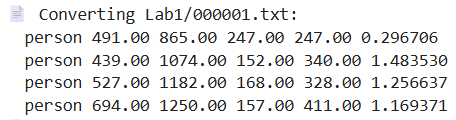 Converting Lab1/000001.txt:
person 491.00 865.00 247.00 247.00 0.296706
person 439.00 1074.00 152.00 340.00 1.483530
person 527.00 1182.00 168.00 328.00 1.256637
person 694.00 1250.00 157.00 411.00 1.169371